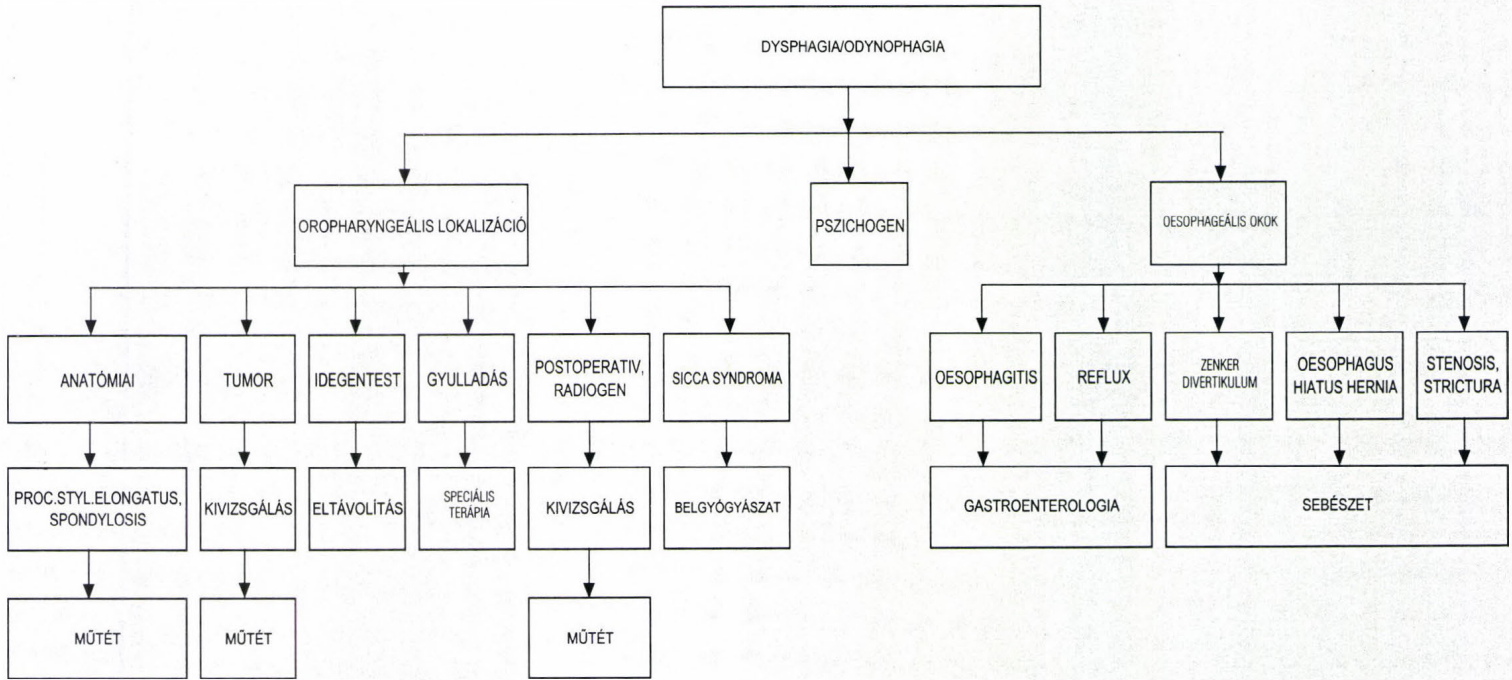 DYSPHAGIA/ODYNOPHAGIA
OROPHARYNGEÁLIS LOKALIZÁCIÓ
PSZICHOGEN
OESOPHAGEÁLIS OKOK
ANATÓMIAI
TUMOR
IDEGENTEST
GYULLADÁS
POSTOPERATIV,
RADIOGEN
SICCA SYNDROMA
OESOPHAGITIS
REFLUX
ZENKER
DIVERTIKULUM
OESOPHAGUS
HIATUS HERNIA
STENOSIS,
STRICTURA
PROC.STYL.ELONGATUS,
SPONDYLOSIS
KIVIZSGÁLÁS
ELTÁVOLÍTÁS
SPECIÁLIS
TERÁPIA
KIVIZSGÁLÁS
BELGYÓGYÁSZAT
GASTROENTEROLOGIA
SEBÉSZET
MŰTÉT
MŰTÉT
MŰTÉT